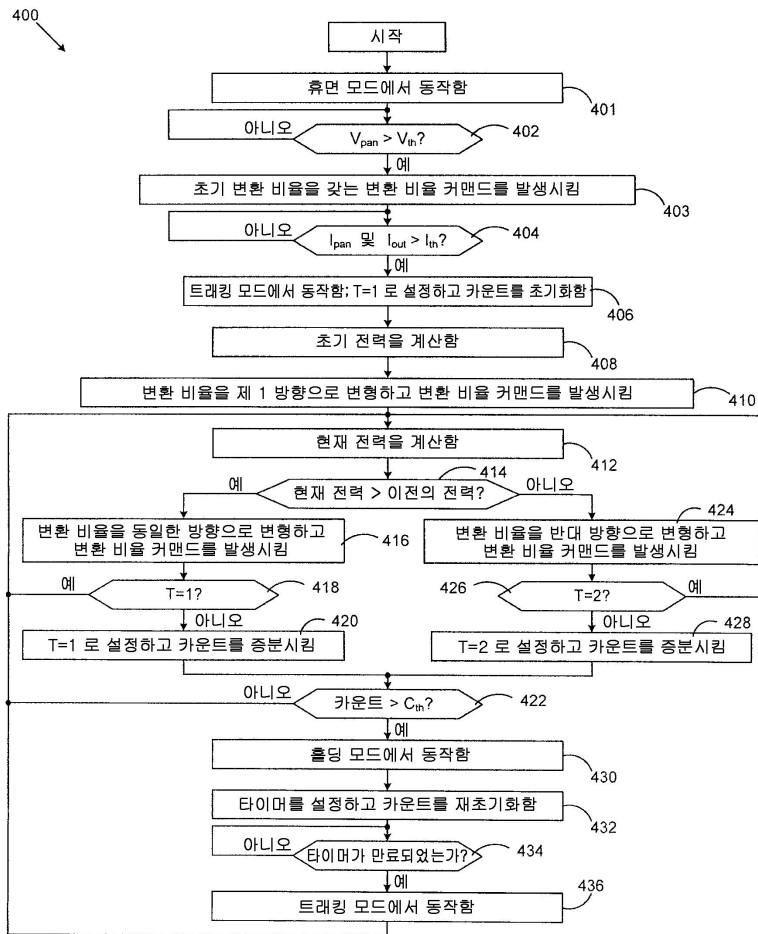 400
시작
휴면 모드에서 동작함
401
아니오
V_pan > V_th?
402
예
초기 변환 비율을 갖는 변환 비율 커맨드를 발생시킴
403
아니오
I_pan 및 I_out > I_th?
404
예
트래킹 모드에서 동작함; T=1 로 설정하고 카운트를 초기화함
406
초기 전력을 계산함
408
변환 비율을 제 1 방향으로 변형하고 변환 비율 커맨드를 발생시킴
410
현재 전력을 계산함
412
예
현재 전력 > 이전의 전력?
414
아니오
변환 비율을 동일한 방향으로 변형하고
변환 비율 커맨드를 발생시킴
416
변환 비율을 반대 방향으로 변형하고
변환 비율 커맨드를 발생시킴
424
예
T=1?
418
아니오
426
T=2?
예
아니오
T=1 로 설정하고 카운트를 증분시킴
420
T=2 로 설정하고 카운트를 증분시킴
428
아니오
카운트 > C_th?
422
예
홀딩 모드에서 동작함
430
타이머를 설정하고 카운트를 재초기화함
432
아니오
타이머가 만료되었는가?
434
예
트래킹 모드에서 동작함
436